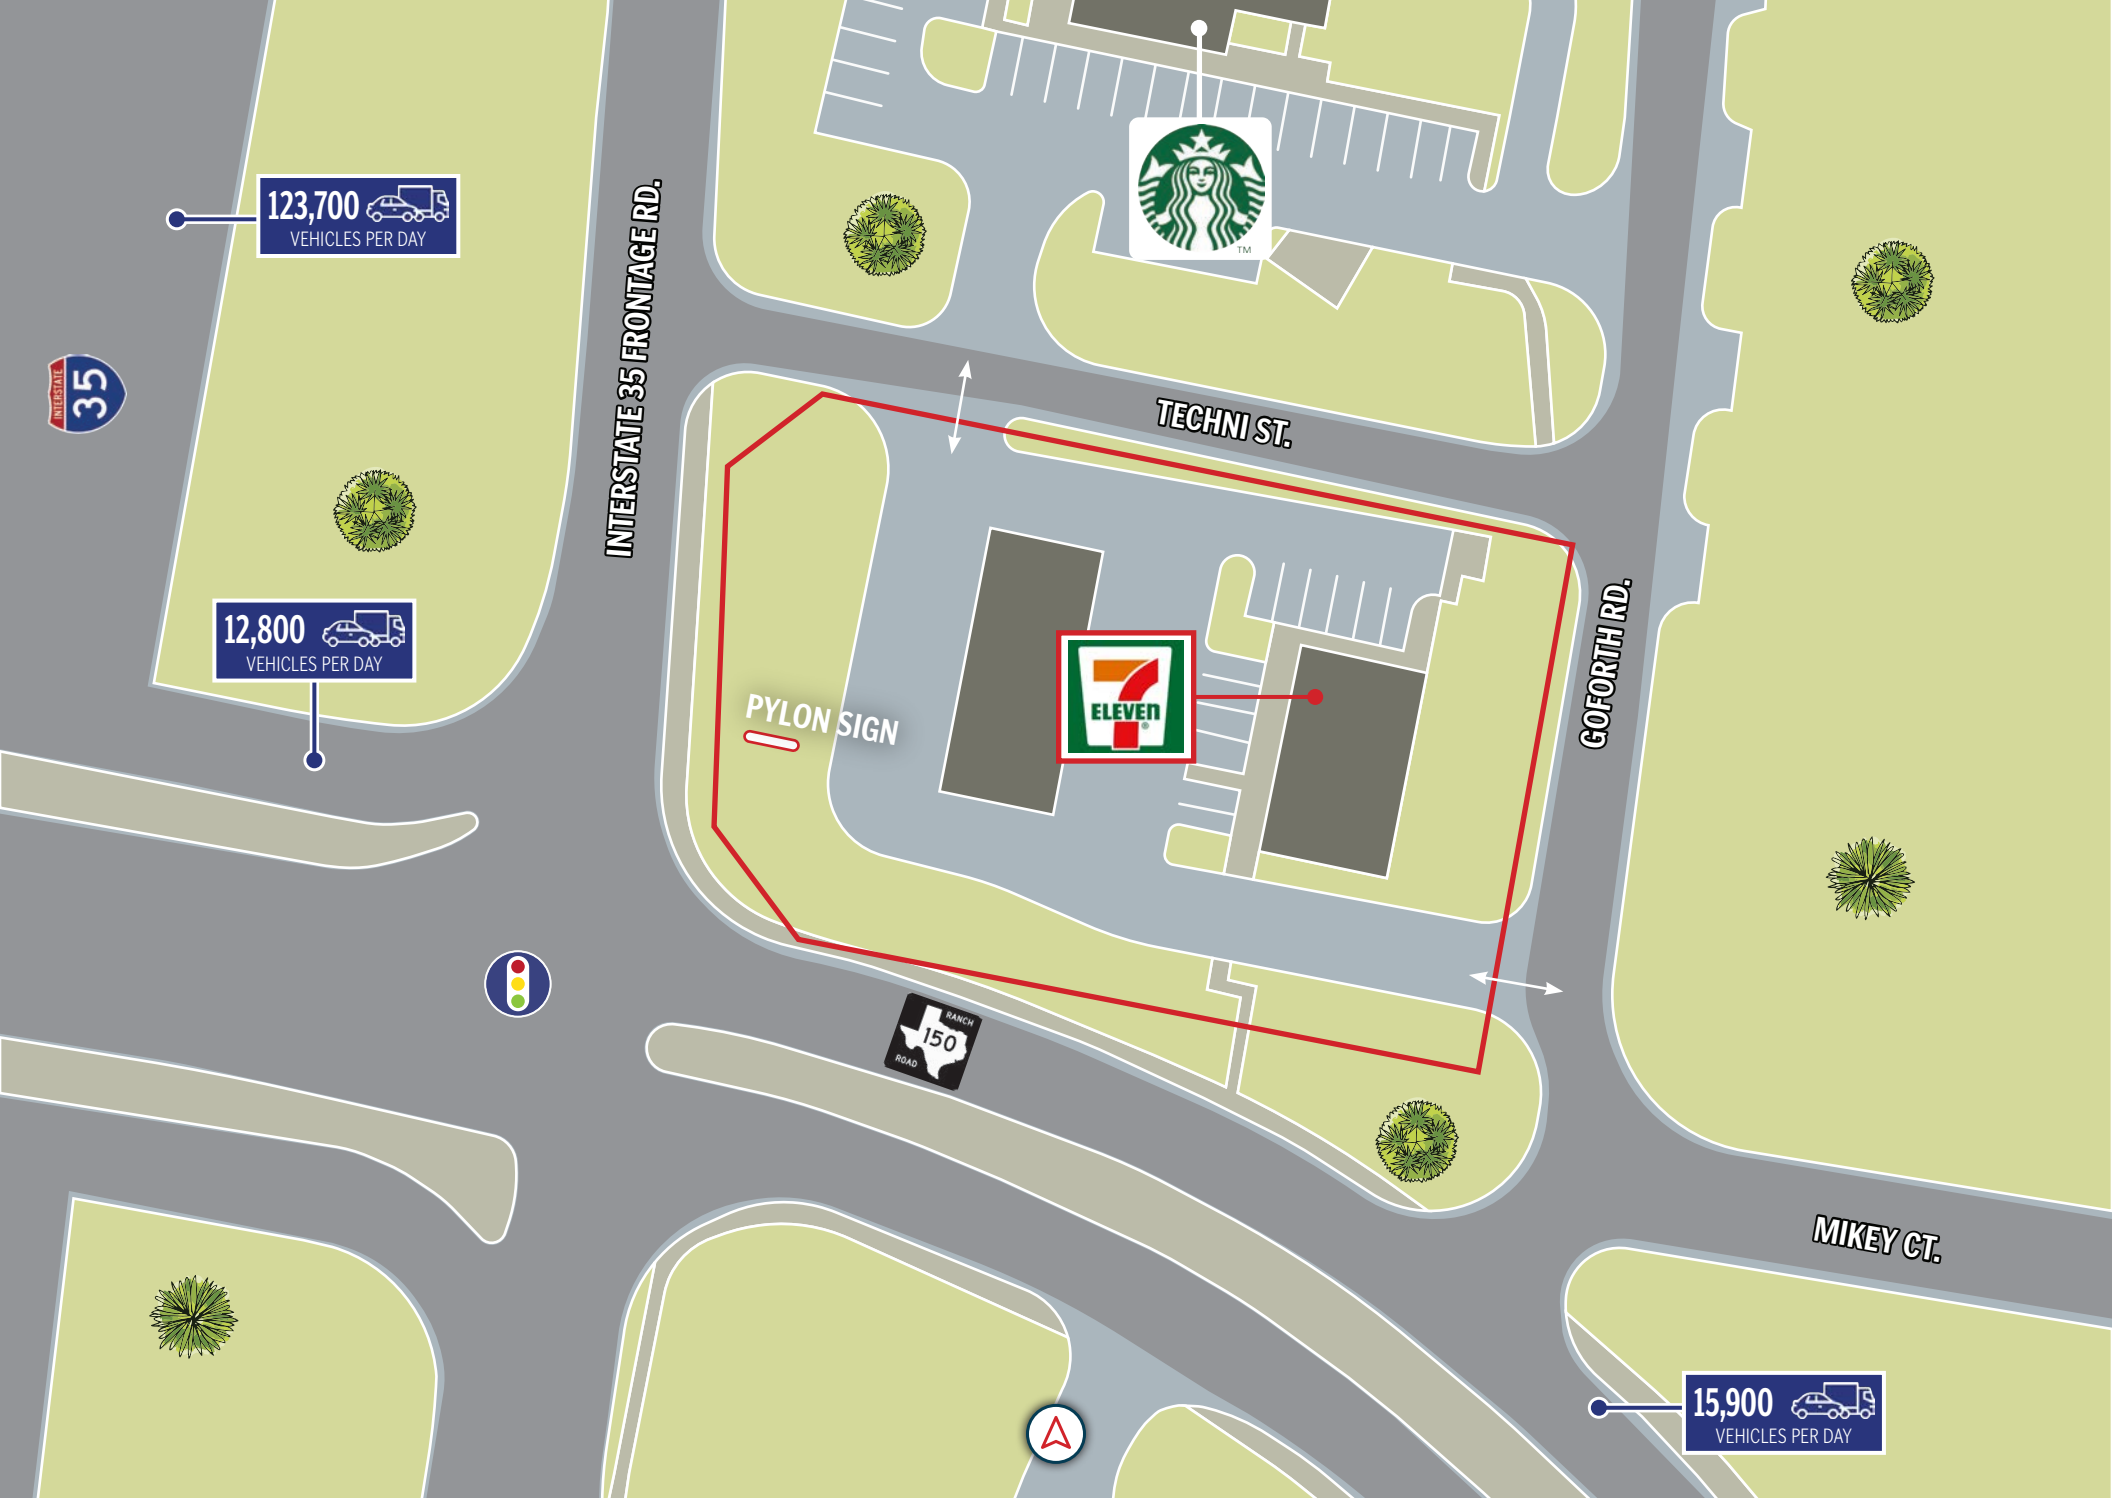 123,700
VEHICLES PER DAY
INTERSTATE 35 FRONTAGE RD.
TM
INTERSTATE
35
TECHNI ST.
12,800
VEHICLES PER DAY
PYLON SIGN
7
ELEVEN
®
GOFORTH RD.
RANCH
150
ROAD
MIKEY CT.
15,900
VEHICLES PER DAY